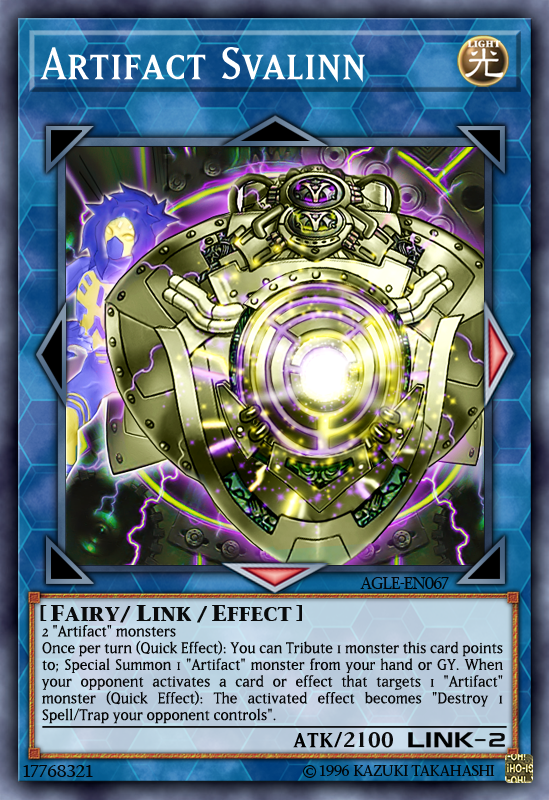 ARTIFACT SVALINN
LIGHT
光
AGLE-EN067
[ FAIRY/ LINK / EFFECT ]
2 "Artifact" monsters
Once per turn (Quick Effect): You can Tribute 1 monster this card points
to; Special Summon 1 "Artifact" monster from your hand or GY. When
your opponent activates a card or effect that targets 1 "Artifact"
monster (Quick Effect): The activated effect becomes "Destroy 1
Spell/Trap your opponent controls".
ATK/2100 LINK-2
17768321 © 1996 KAZUKI TAKAHASHI